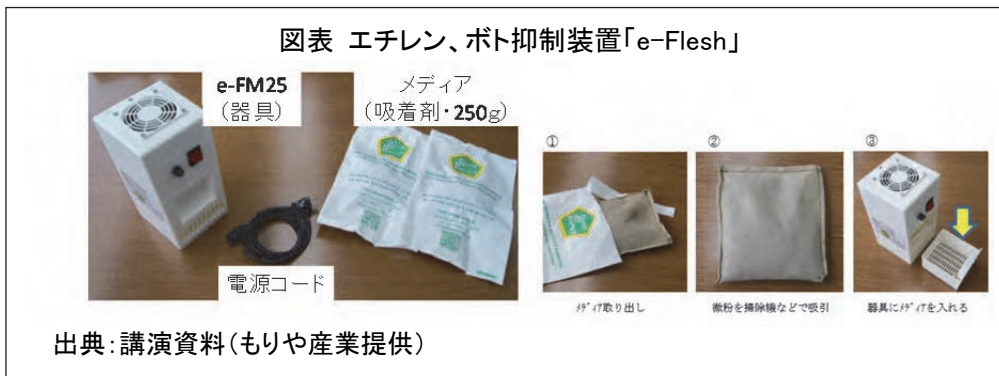 図表 エチレン、ボト抑制装置「e-Flesh」
e-FM25
(器具)
メディア
(吸着剤・250g)
電源コード
①
②
③
ﾒﾃﾞｨｱ取り出し
微粉を掃除機などで吸引
器具にﾒﾃﾞｨｱを入れる
出典:講演資料(もりや産業提供)